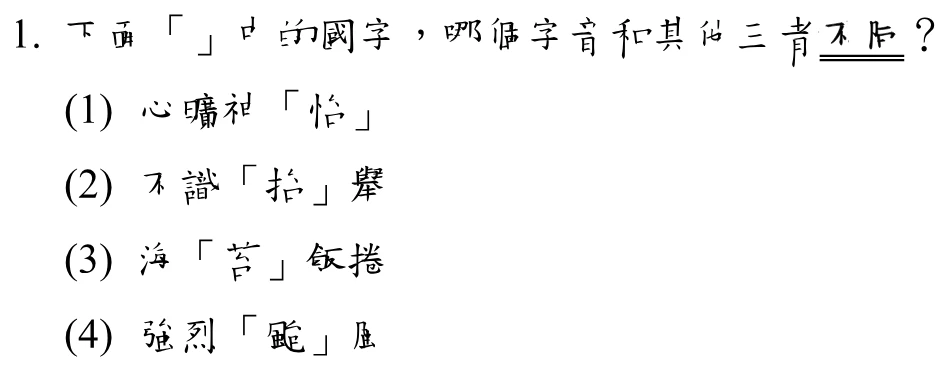 1. 下面「」中的國字，哪個字音和其他三者不同？
(1) 心曠神「怡」
(2) 不識「抬」舉
(3) 海「苔」飯捲
(4) 強烈「颱」風